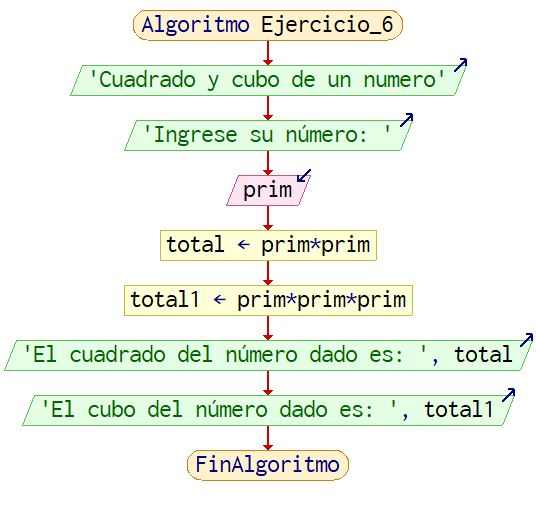 Algoritmo Ejercicio_6
'Cuadrado y cubo de un numero'
'Ingrese su número: '
prim
total ← prim*prim
total1 ← prim*prim*prim
'El cuadrado del número dado es: ', total
'El cubo del número dado es: ', total1
FinAlgoritmo